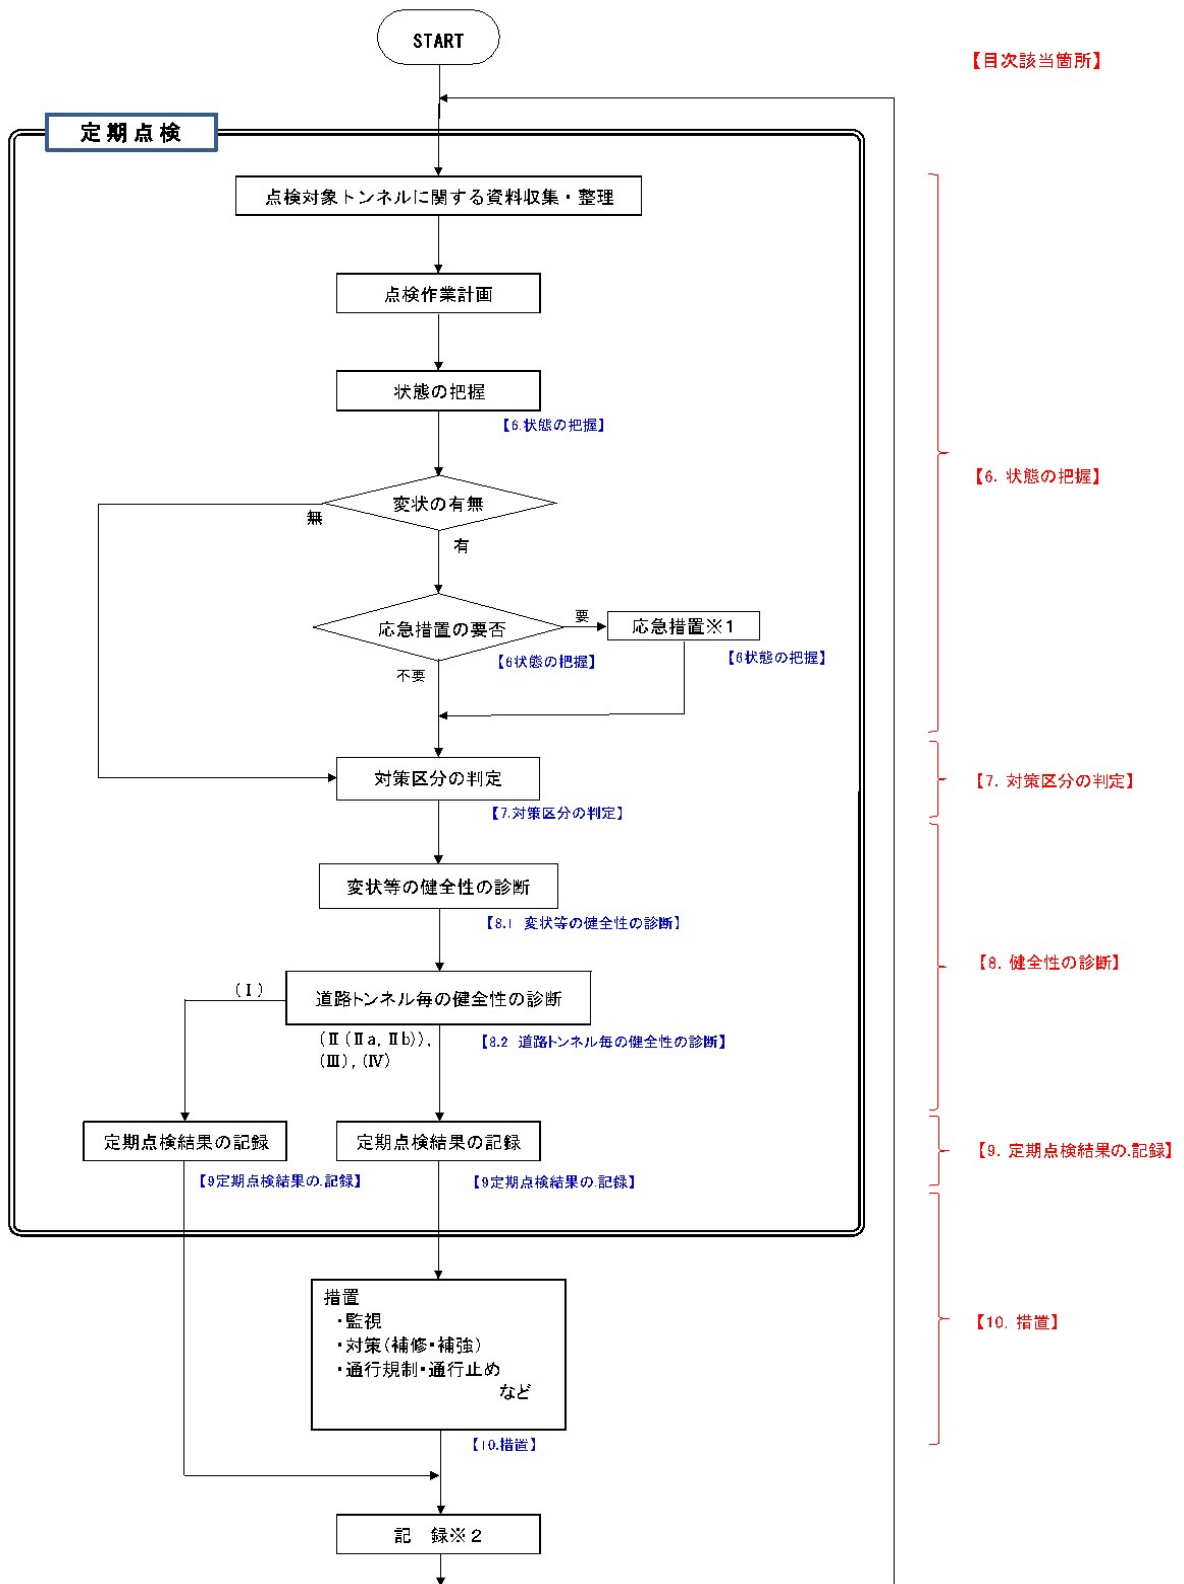 START
【目次該当箇所】
定期点検
点検対象トンネルに関する資料収集・整理
点検作業計画
状態の把握
【6.状態の把握】
【6. 状態の把握】
変状の有無
無
有
応急措置の要否
要
応急措置※1
【6状態の把握】
【6状態の把握】
不要
対策区分の判定
【7. 対策区分の判定】
【7.対策区分の判定】
変状等の健全性の診断
【8.1 変状等の健全性の診断】
【8. 健全性の診断】
(Ⅰ)
道路トンネル毎の健全性の診断
(Ⅱ(Ⅱa, Ⅱb)),
(Ⅲ), (Ⅳ)
【8.2 道路トンネル毎の健全性の診断】
定期点検結果の記録
定期点検結果の記録
【9. 定期点検結果の.記録】
【9定期点検結果の.記録】
【9定期点検結果の.記録】
措置
・監視
・対策(補修・補強)
・通行規制・通行止め
など
【10. 措置】
【10.措置】
記 録※2